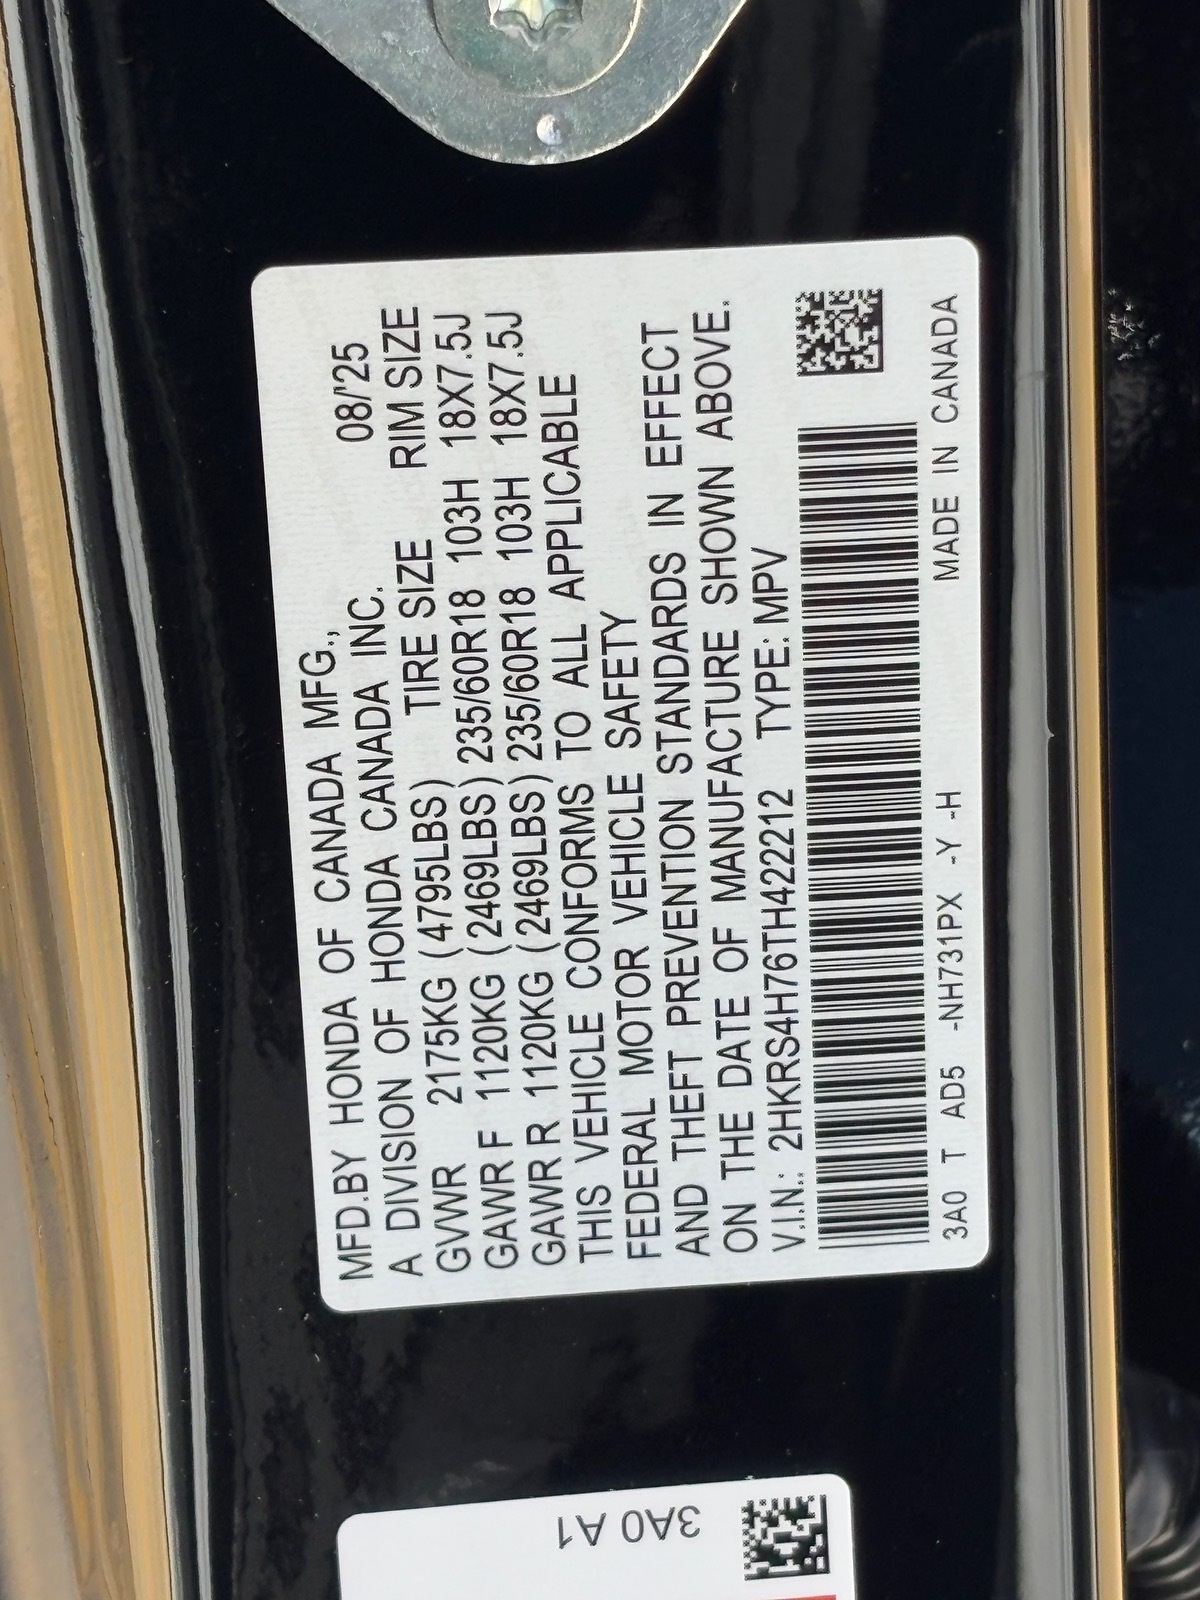 MFD.BY HONDA OF CANADA MFG.,
A DIVISION OF HONDA CANADA INC. 08/'25
GVWR 2175KG (4795LBS) TIRE SIZE RIM SIZE
GAWR F 1120KG (2469LBS) 235/60R18 103H 18X7.5J
GAWR R 1120KG (2469LBS) 235/60R18 103H 18X7.5J
THIS VEHICLE CONFORMS TO ALL APPLICABLE
FEDERAL MOTOR VEHICLE SAFETY
AND THEFT PREVENTION STANDARDS IN EFFECT
ON THE DATE OF MANUFACTURE SHOWN ABOVE.
V.I.N.: 2HKRS4H76TH422212 TYPE: MPV
3A0 T AD5 -NH731PX -Y -H MADE IN CANADA
3A0 A1